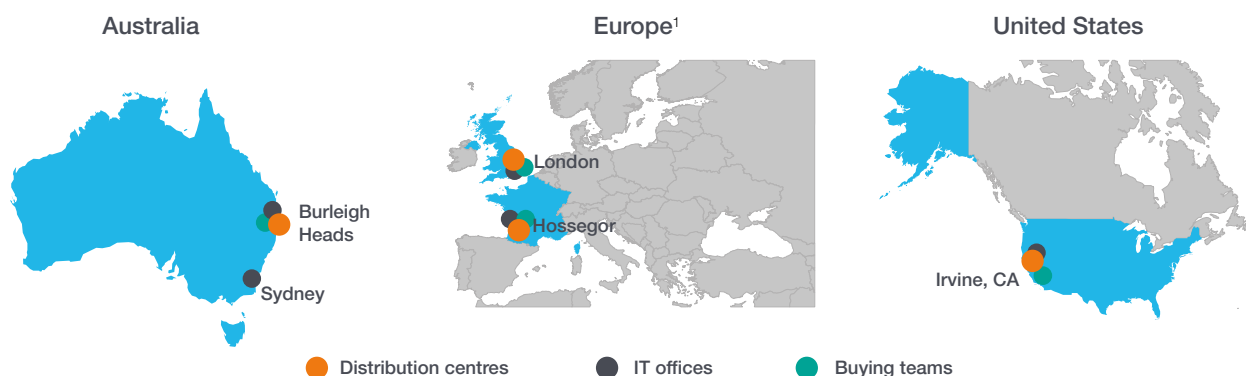 Australia
Europe¹
United States
London
Hossegor
Burleigh
Heads
Sydney
Irvine, CA
Distribution centres
IT offices
Buying teams